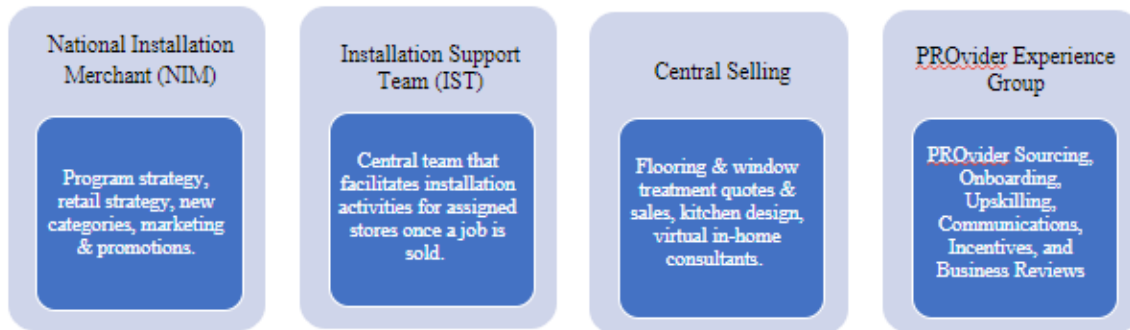 National Installation
Merchant (NIM)
Program strategy,
retail strategy, new
categories, marketing
& promotions.
Installation Support
Team (IST)
Central team that
facilitates installation
activities for assigned
stores once a job is
sold.
Central Selling
Flooring & window
treatment quotes &
sales, kitchen design,
virtual in-home
consultants.
PROvider Experience
Group
PROvider Sourcing,
Onboarding,
Upskilling,
Communications,
Incentives, and
Business Reviews